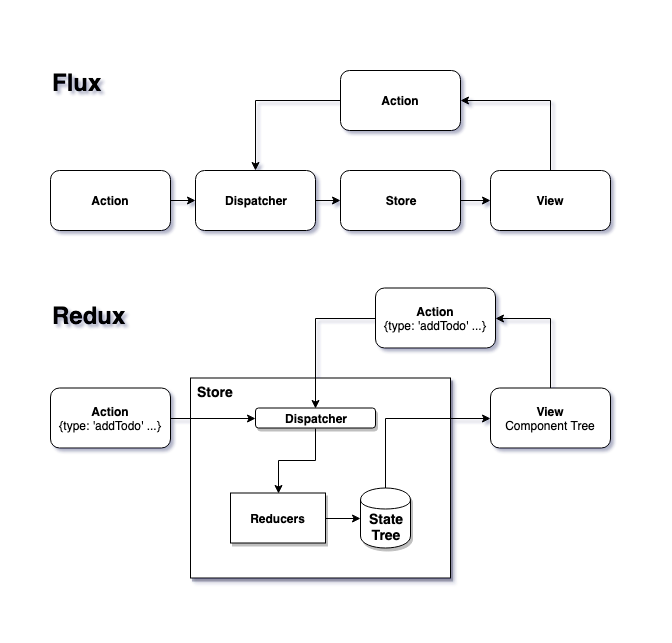 Flux
Action
Action
Dispatcher
Store
View
Redux
Action
{type: 'addTodo' ...}
Store
Action
{type: 'addTodo' ...}
Dispatcher
View
Component Tree
Reducers
State
Tree